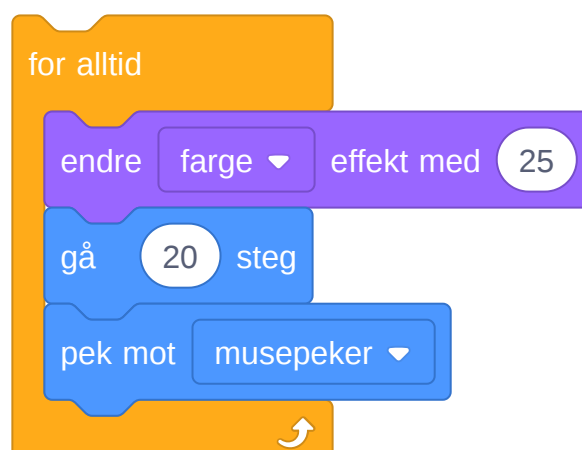 for alltid
endre farge effekt med 25
gå 20 steg
pek mot musepeker